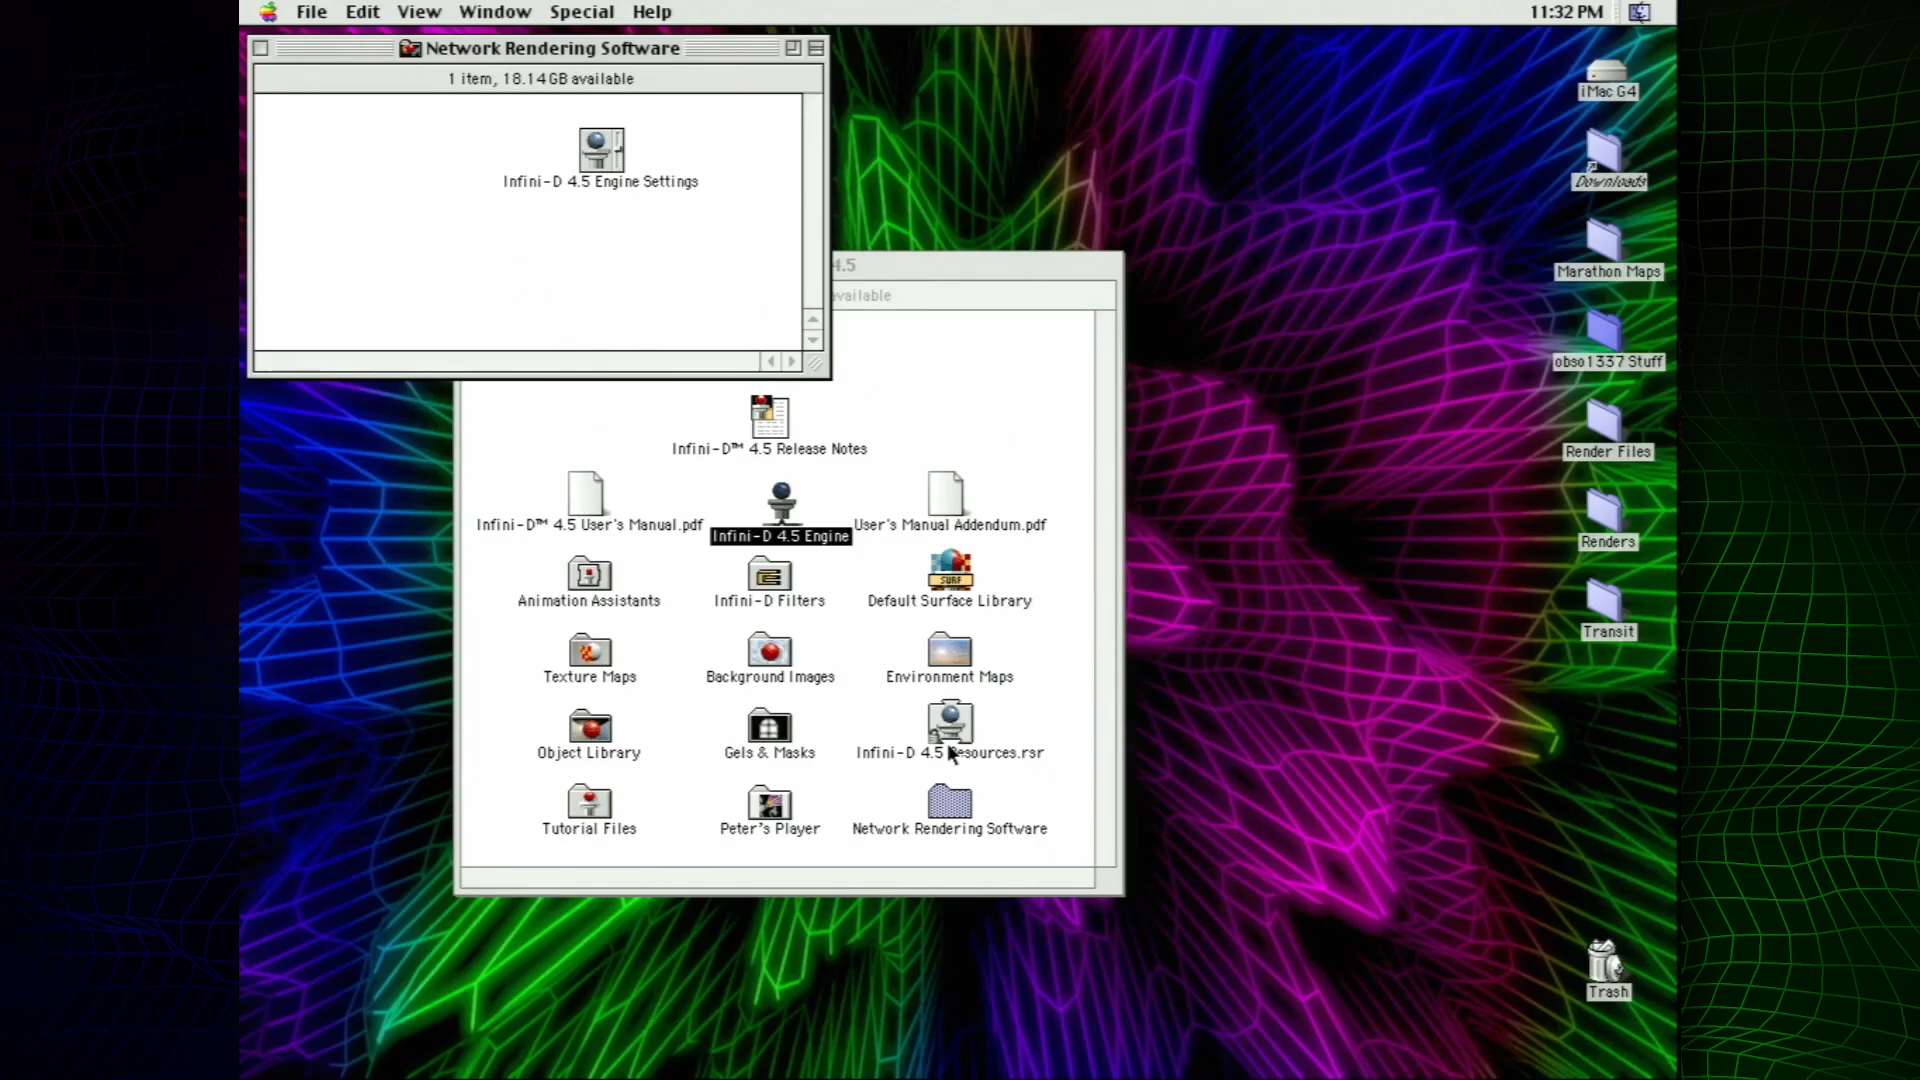 File Edit View Window Special Help
11:32 PM
Network Rendering Software
1 item, 18.14 GB available
Infini-D 4.5 Engine Settings
4.5
available
Infini-D™ 4.5 Release Notes
Infini-D™ 4.5 User's Manual.pdf
Infini-D 4.5 Engine
User's Manual Addendum.pdf
Animation Assistants
Infini-D Filters
SURF
Default Surface Library
Texture Maps
Background Images
Environment Maps
Object Library
Gels & Masks
Infini-D 4.5 Resources.rsr
Tutorial Files
Peter's Player
Network Rendering Software
iMac G4
Downloads
Marathon Maps
obso1337 Stuff
Render Files
Renders
Transit
Trash